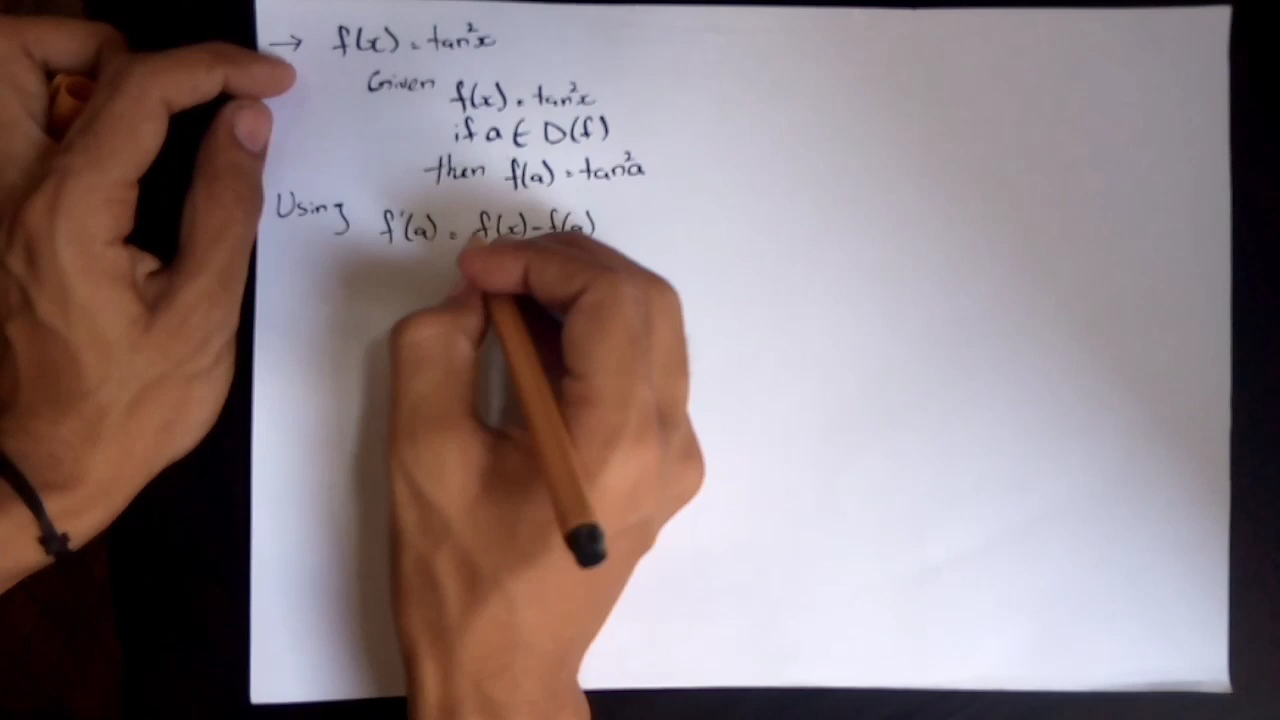 → f(x) = tan²x
Given f(x) = tan²x
if a ∈ D(f)
then f(a) = tan²a
Using f'(a) = f(x) - f(a)